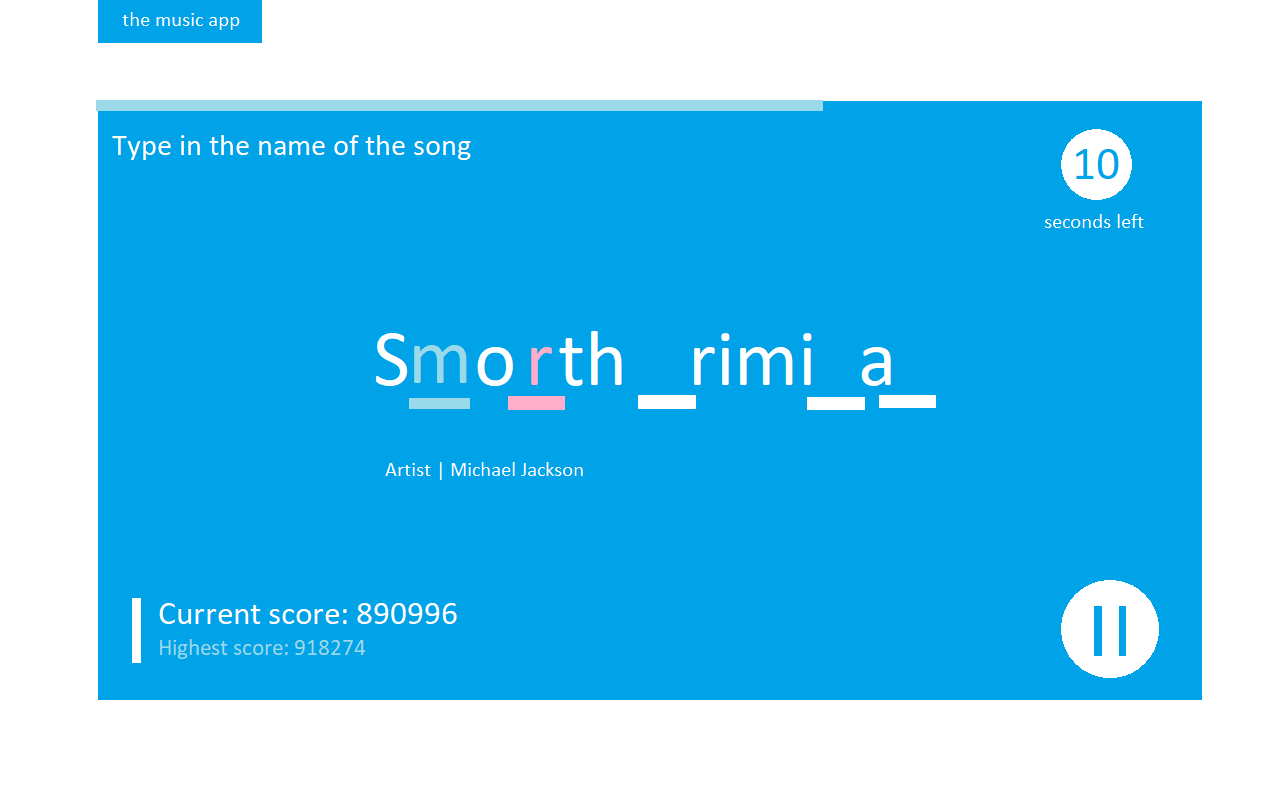 the music app
Type in the name of the song
10
seconds left
Smorth _rimi_a_
Artist | Michael Jackson
Current score: 890996
Highest score: 918274